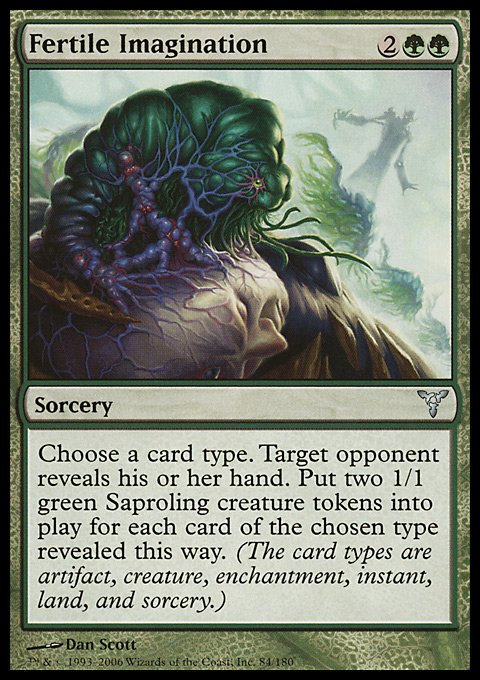 Fertile Imagination 2
Sorcery
Choose a card type. Target opponent
reveals his or her hand. Put two 1/1
green Saproling creature tokens into
play for each card of the chosen type
revealed this way. (The card types are
artifact, creature, enchantment, instant,
land, and sorcery.)
Dan Scott
™ & © 1993-2006 Wizards of the Coast, Inc. 84/180